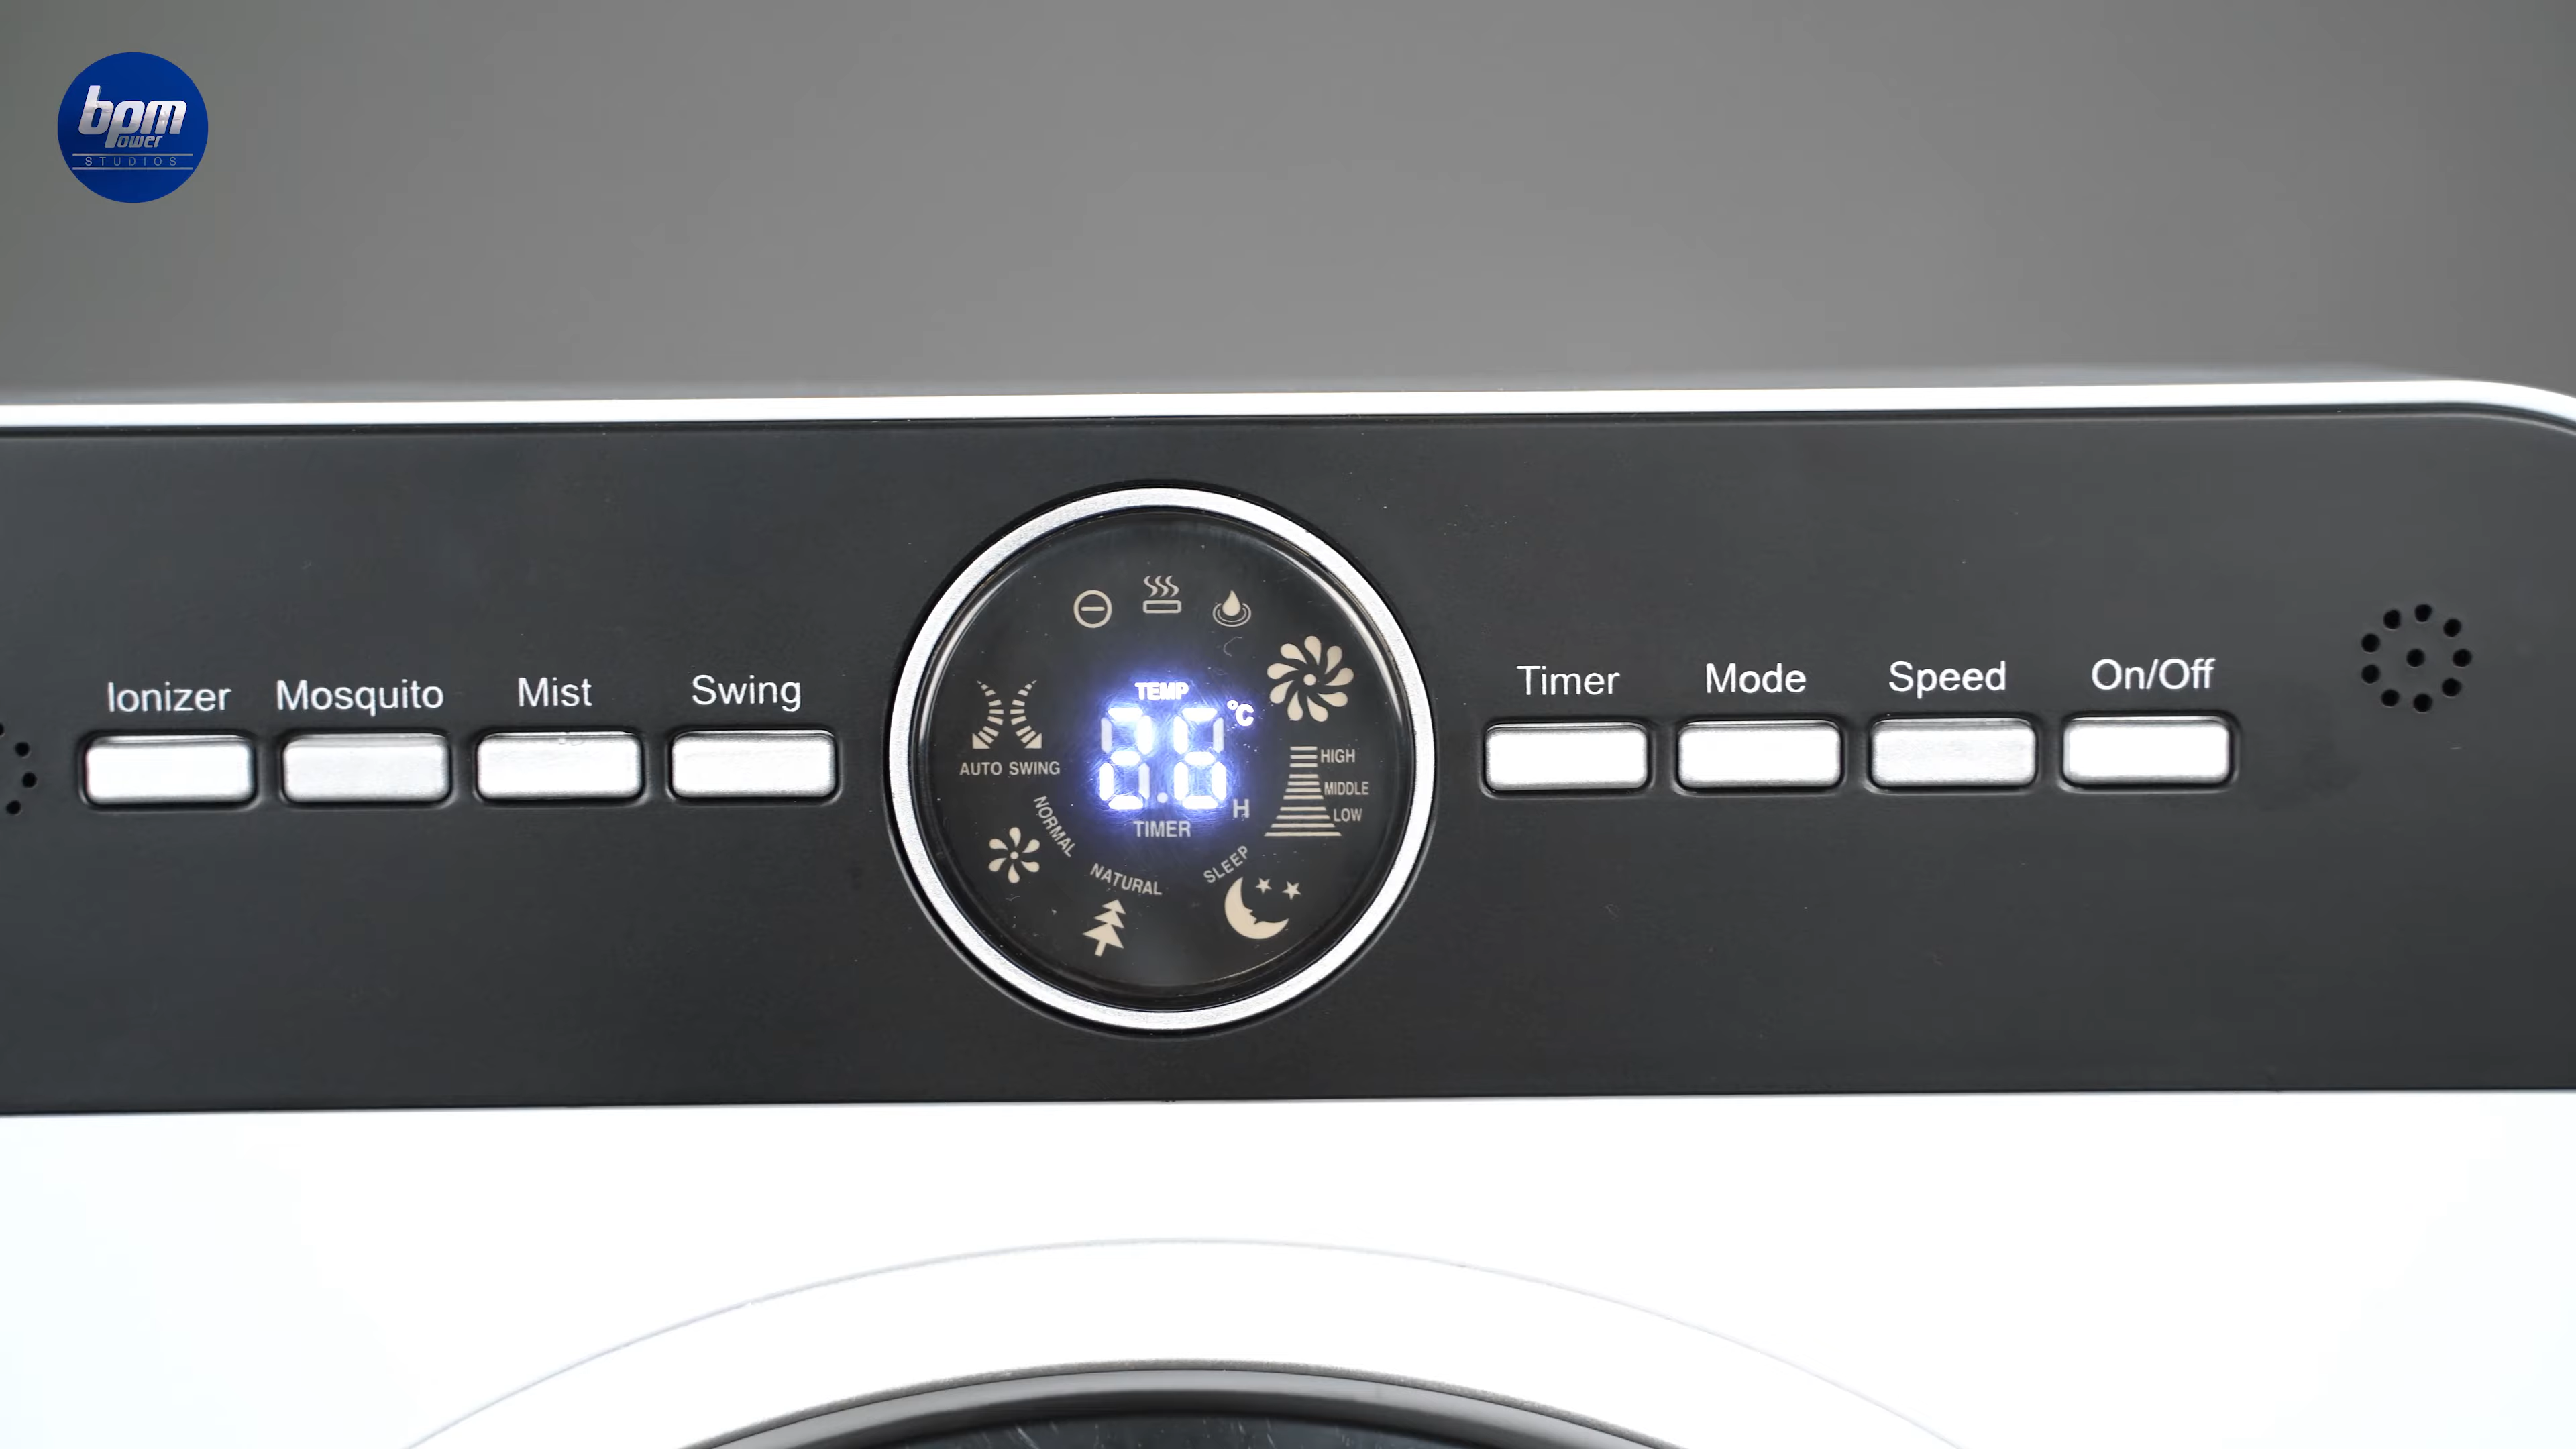 bpm
Power
STUDIOS
Ionizer Mosquito Mist Swing
TEMP
°C
H
TIMER
AUTO SWING
HIGH
MIDDLE
LOW
NORMAL
NATURAL
SLEEP
Timer Mode Speed On/Off